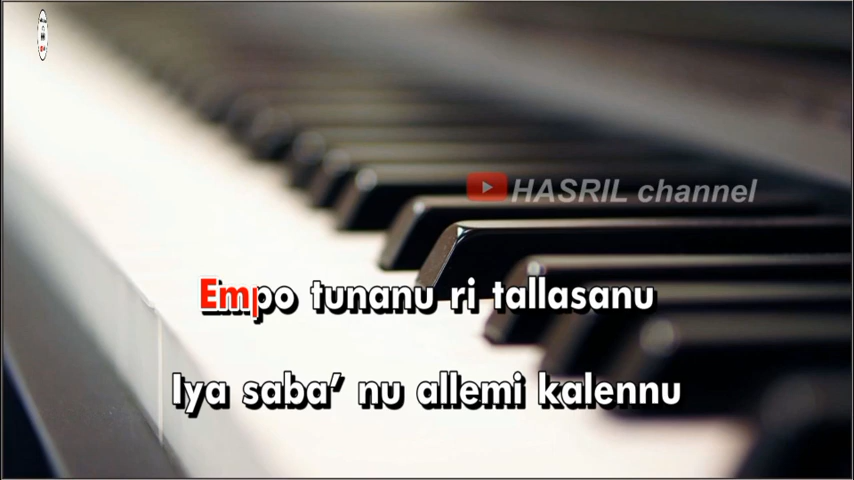 HASRIL channel
Empo tunanu ri tallasanu
Iya saba’ nu allemi kalennu